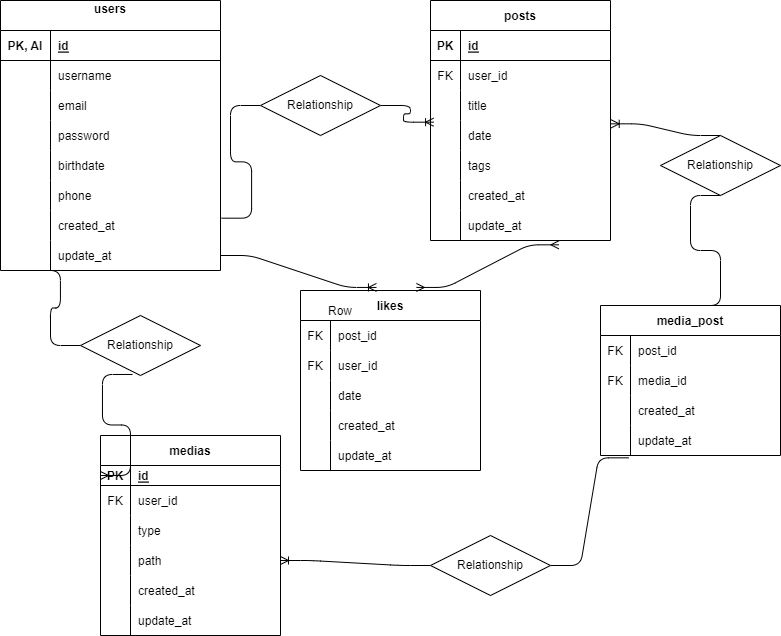 users
PK, AI id
username
email
password
birthdate
phone
created_at
update_at
Relationship
posts
PK id
FK user_id
title
date
tags
created_at
update_at
Relationship
Row likes
FK post_id
FK user_id
date
created_at
update_at
media_post
FK post_id
FK media_id
created_at
update_at
Relationship
medias
PK id
FK user_id
type
path
created_at
update_at
Relationship